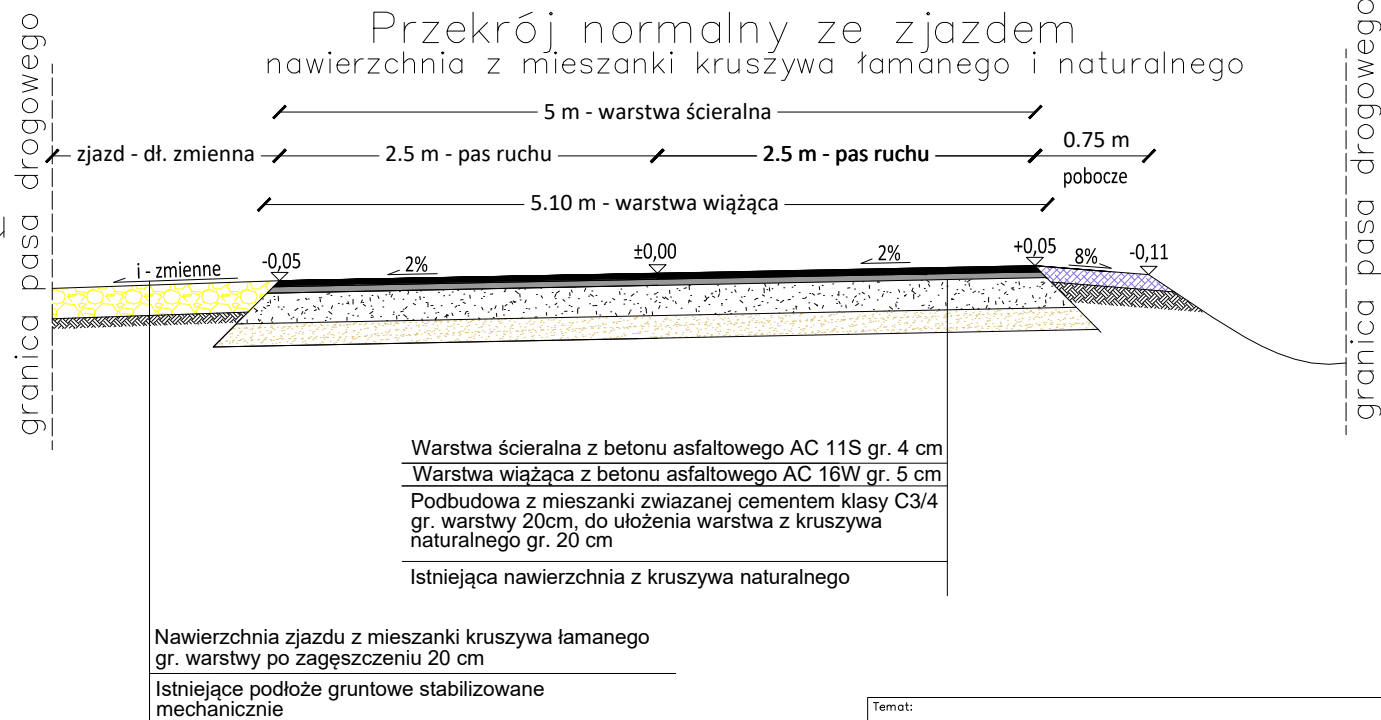 Przekrój normalny ze zjazdem
nawierzchnia z mieszanki kruszywa łamanego i naturalnego
granica pasa drogowego
granica pasa drogowego
5 m - warstwa ścieralna
zjazd - dł. zmienna
2.5 m - pas ruchu
2.5 m - pas ruchu
0.75 m
pobocze
5.10 m - warstwa wiążąca
i - zmienne
-0,05
2%
±0,00
2%
+0,05
8%
-0,11
Warstwa ścieralna z betonu asfaltowego AC 11S gr. 4 cm
Warstwa wiążąca z betonu asfaltowego AC 16W gr. 5 cm
Podbudowa z mieszanki zwiazanej cementem klasy C3/4
gr. warstwy 20cm, do ułożenia warstwa z kruszywa
naturalnego gr. 20 cm
Istniejąca nawierzchnia z kruszywa naturalnego
Nawierzchnia zjazdu z mieszanki kruszywa łamanego
gr. warstwy po zagęszczeniu 20 cm
Istniejące podłoże gruntowe stabilizowane
mechanicznie
Temat: